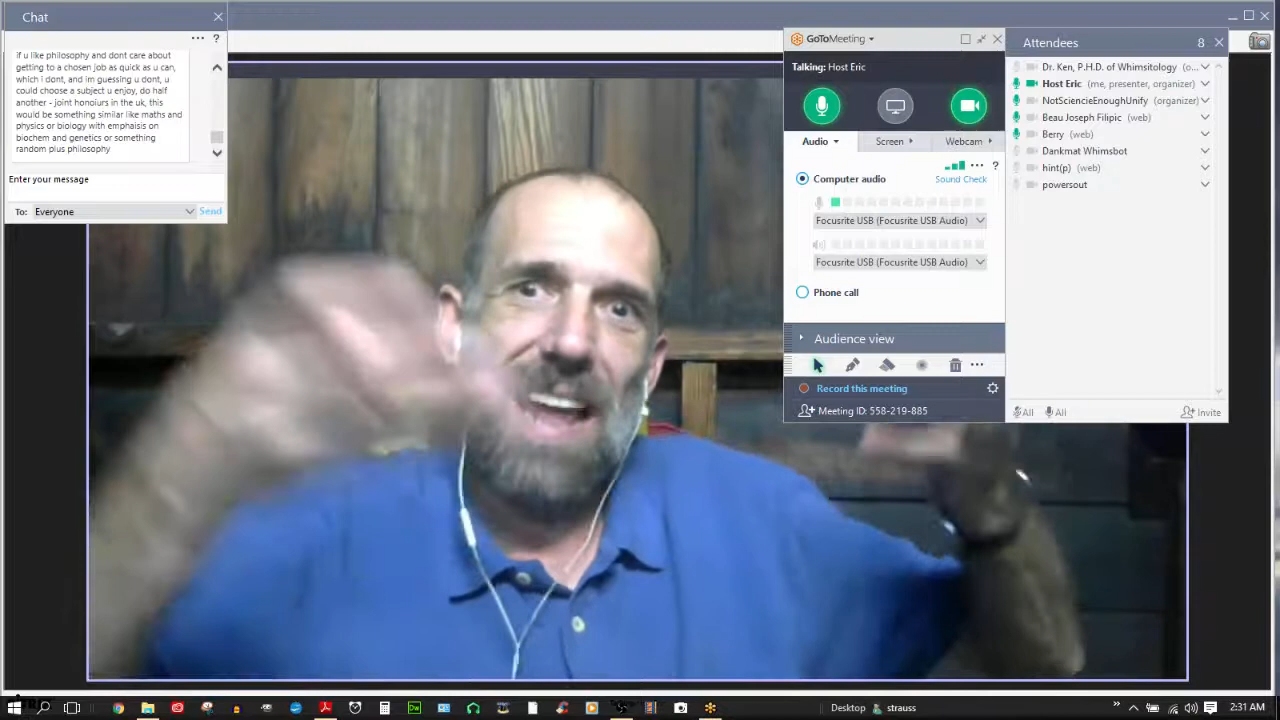 Chat
if u like philosophy and dont care about
getting to a chosen job as quick as u can,
which i dont, and im guessing u dont, u
could choose a subject u enjoy, do half
another - joint honoiurs in the uk, this
would be something similar like maths and
physics or biology with emphaisis on
biochem and genetics or something
random plus philosophy
Enter your message
To: Everyone Send
GoToMeeting
Talking: Host Eric
Audio Screen Webcam
Computer audio Sound Check
Focusrite USB (Focusrite USB Audio)
Focusrite USB (Focusrite USB Audio)
Phone call
Audience view
Record this meeting
Meeting ID: 558-219-885
Attendees 8
Dr. Ken, P.H.D. of Whimsitology (o...
Host Eric (me, presenter, organizer)
NotSciencieEnoughUnify (organizer)
Beau Joseph Filipic (web)
Berry (web)
Dankmat Whimsbot
hint(p) (web)
powersout
All All Invite
Desktop strauss 2:31 AM